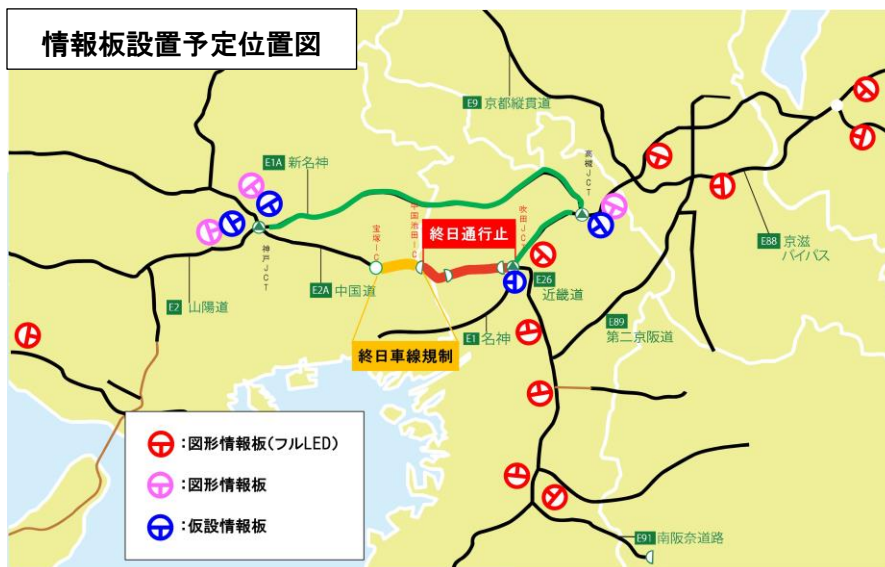 情報板設置予定位置図
E9 京都縦貫道
E1A 新名神
高槻JCT
吹田JCT
中国池田IC
宝塚IC
終日通行止
神戸JCT
E88 京滋
バイパス
E2A 中国道
E26
近畿道
E2 山陽道
E1 名神
E89
第二京阪道
終日車線規制
:図形情報板(フルLED)
:図形情報板
:仮設情報板
E91 南阪奈道路